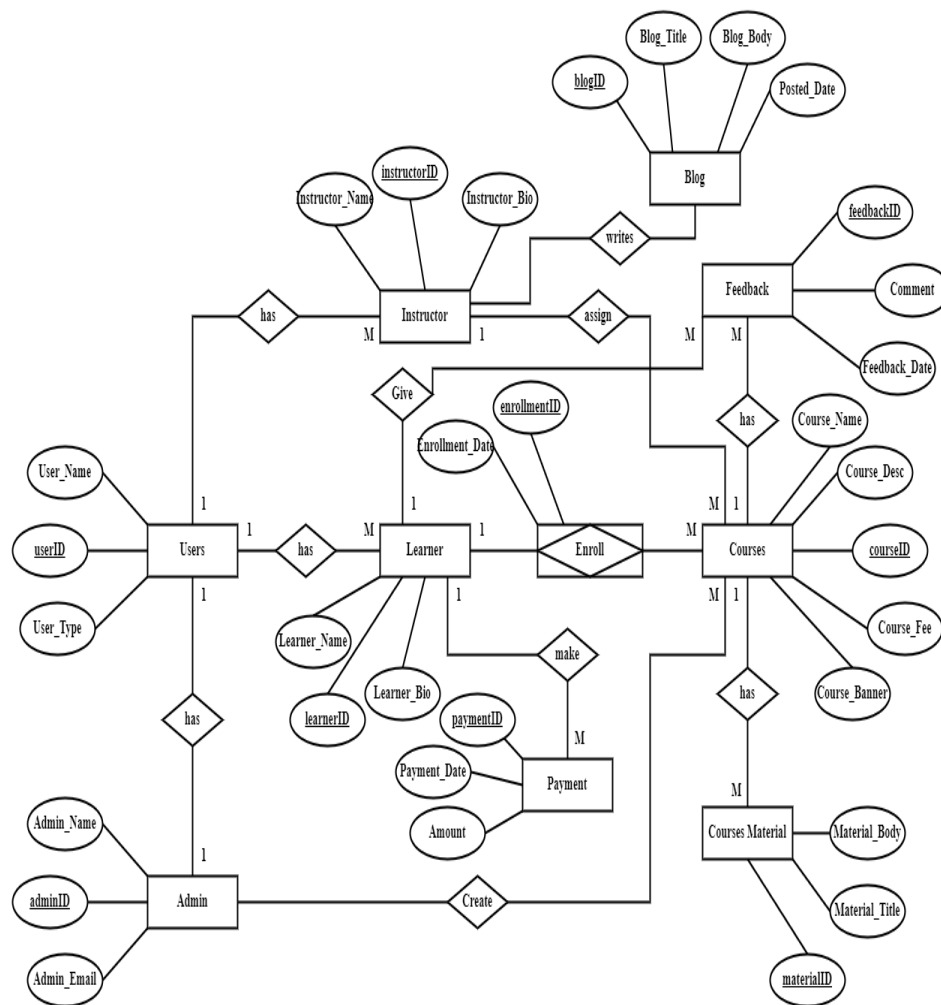 Blog_Title
Blog_Body
blogID
Posted_Date
Blog
instructorID
Instructor_Name
Instructor_Bio
writes
feedbackID
has
Instructor
assign
Feedback
Comment
M
1
M
M
Feedback_Date
Give
enrollmentID
has
Course_Name
Enrollment_Date
User_Name
Course_Desc
1
1
M
1
1
M
1
M
userID
Users
has
Learner
Enroll
Courses
courseID
1
1
M
1
User_Type
Course_Fee
Learner_Name
make
Learner_Bio
Course_Banner
has
learnerID
paymentID
has
M
Payment_Date
Payment
M
Admin_Name
Amount
Courses Material
Material_Body
1
adminID
Admin
Create
Material_Title
Admin_Email
materialID